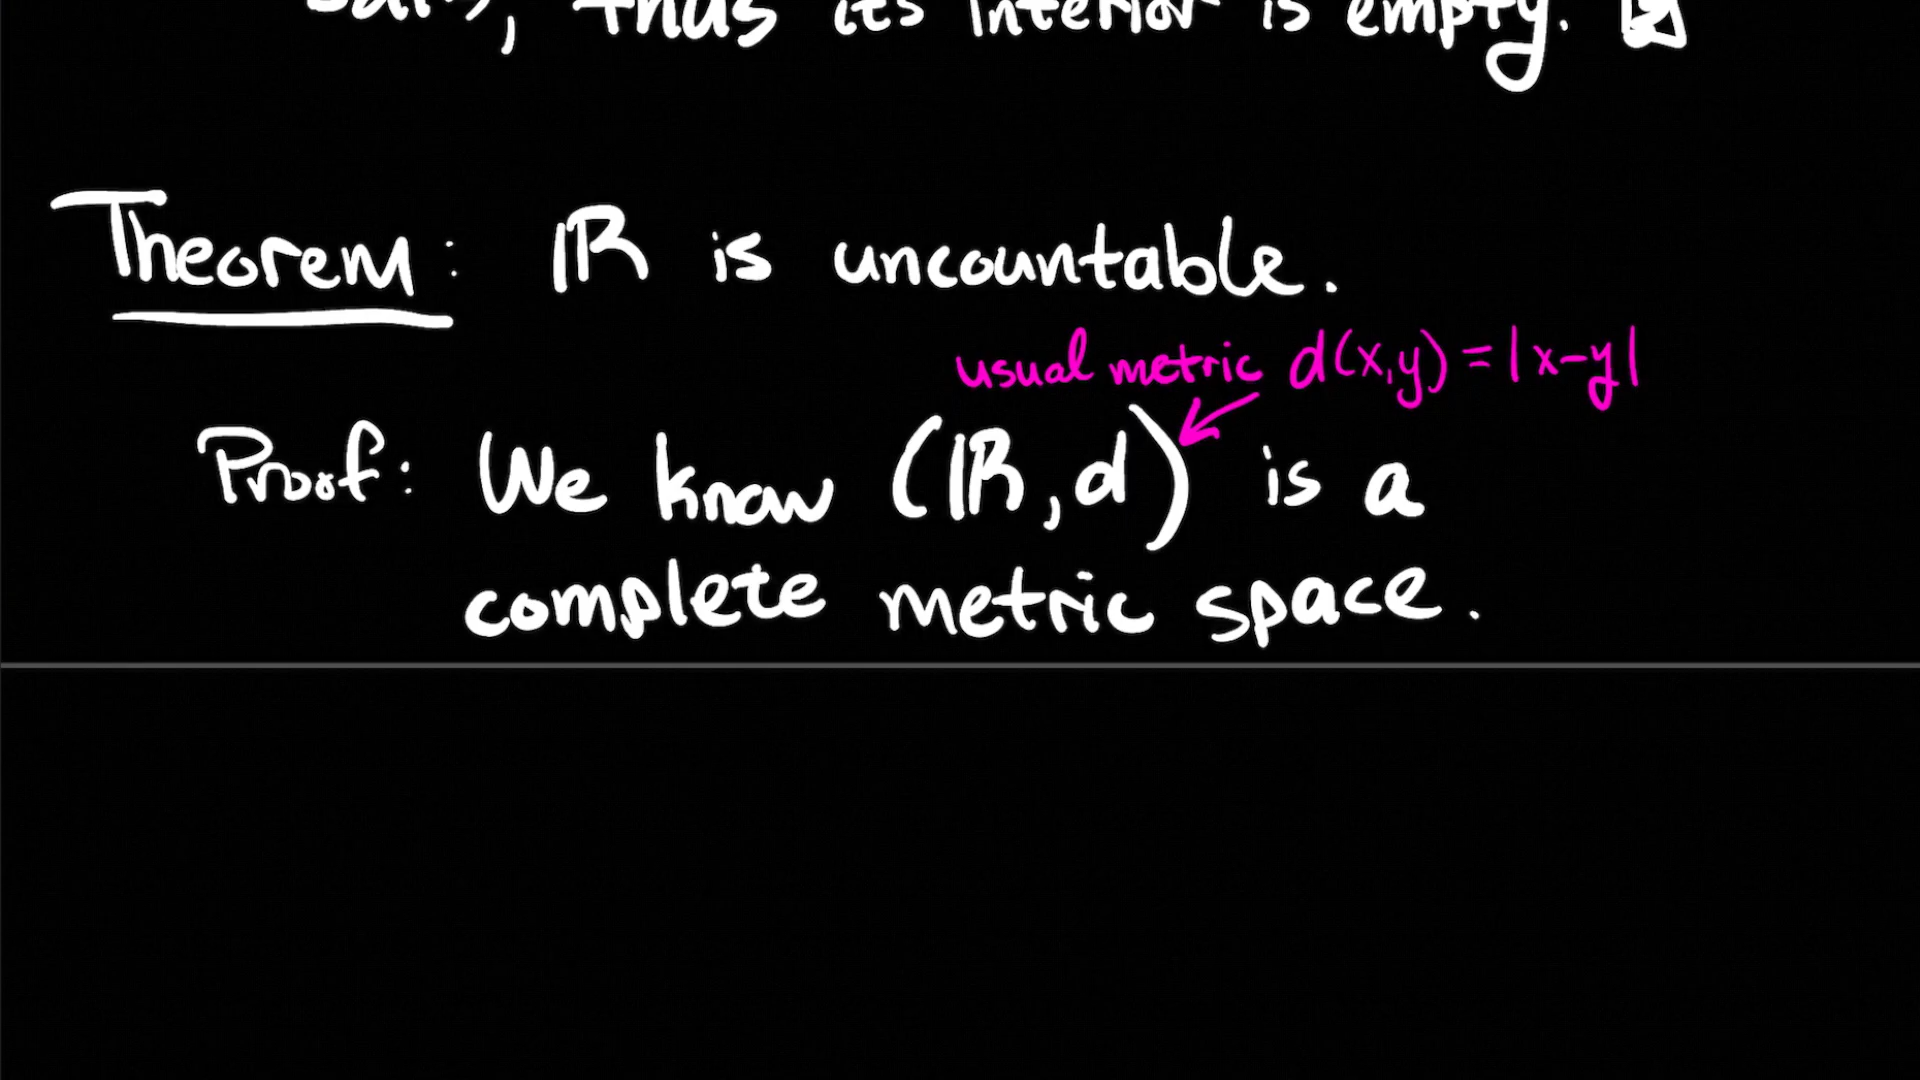 , thus its interior is empty.
Theorem: ℝ is uncountable.
usual metric d(x,y) = |x-y|
Proof: We know (ℝ, d) is a
complete metric space.